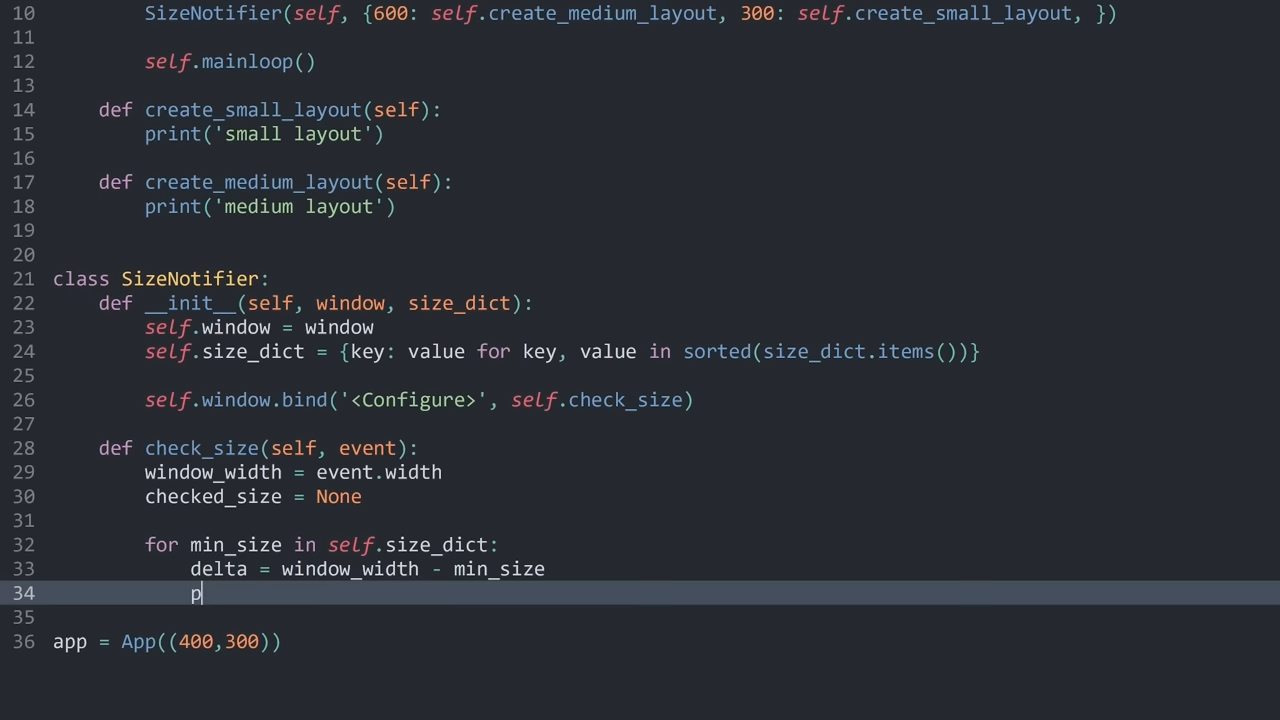 10 SizeNotifier(self, {600: self.create_medium_layout, 300: self.create_small_layout, })
11
12 self.mainloop()
13
14 def create_small_layout(self):
15 print('small layout')
16
17 def create_medium_layout(self):
18 print('medium layout')
19
20
21 class SizeNotifier:
22 def __init__(self, window, size_dict):
23 self.window = window
24 self.size_dict = {key: value for key, value in sorted(size_dict.items())}
25
26 self.window.bind('<Configure>', self.check_size)
27
28 def check_size(self, event):
29 window_width = event.width
30 checked_size = None
31
32 for min_size in self.size_dict:
33 delta = window_width - min_size
34 p
35
36 app = App((400,300))